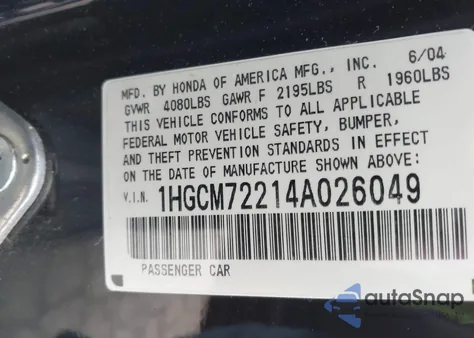 MFD. BY HONDA OF AMERICA MFG., INC. 6/04
GVWR 4080LBS GAWR F 2195LBS R 1960LBS
THIS VEHICLE CONFORMS TO ALL APPLICABLE
FEDERAL MOTOR VEHICLE SAFETY, BUMPER,
AND THEFT PREVENTION STANDARDS IN EFFECT
ON THE DATE OF MANUFACTURE SHOWN ABOVE:
V.I.N. 1HGCM72214A026049
PASSENGER CAR
autoSnap